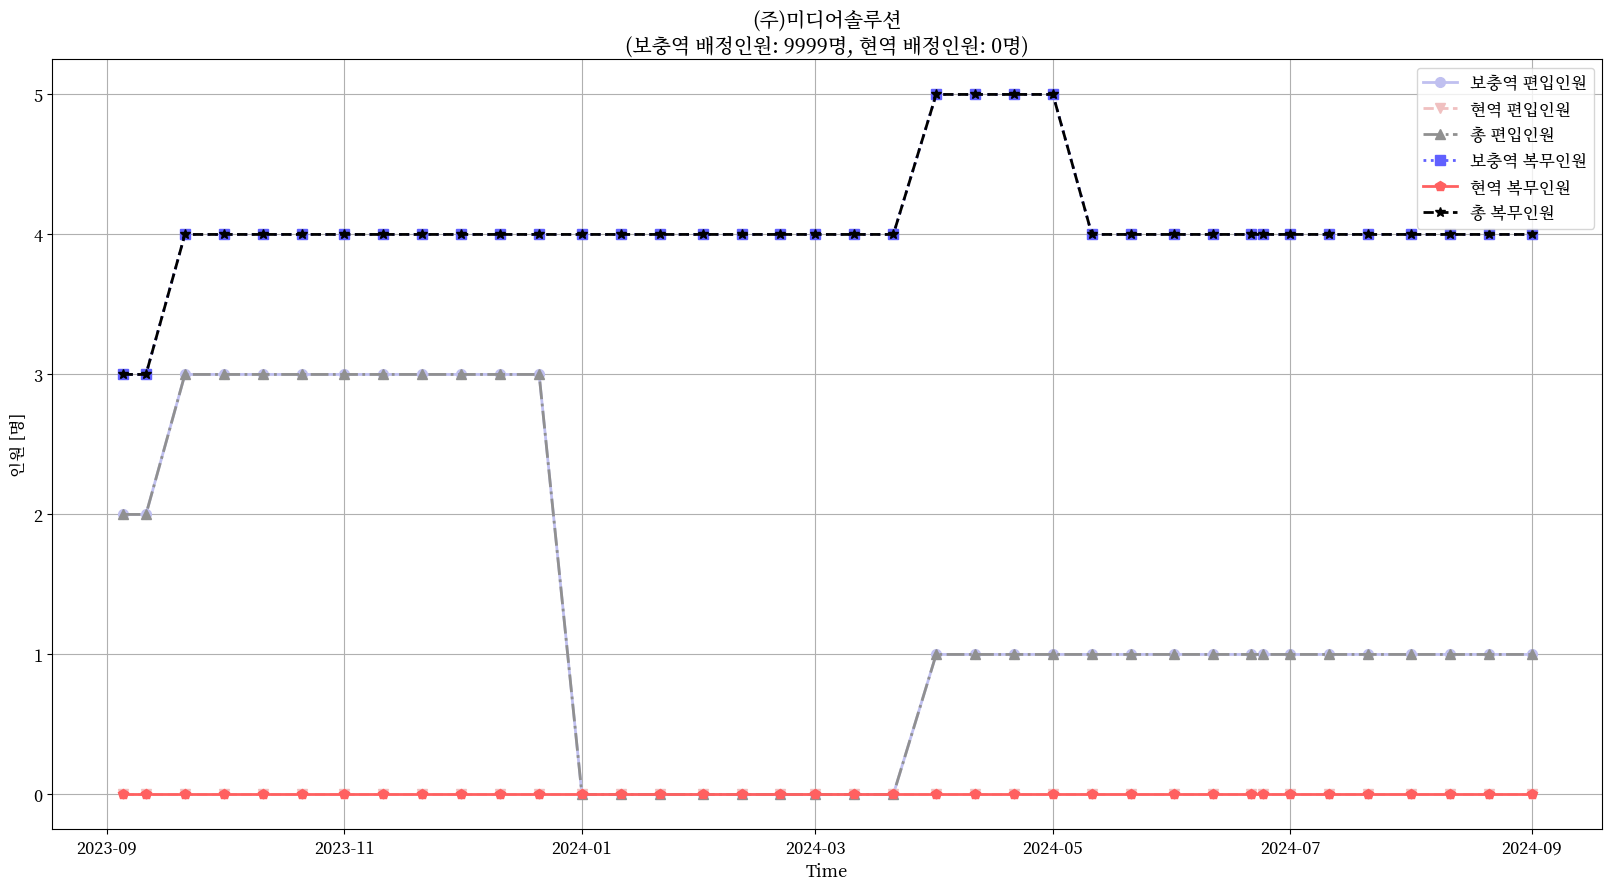 (주)미디어솔루션
(보충역 배정인원: 9999명, 현역 배정인원: 0명)
보충역 편입인원
현역 편입인원
총 편입인원
보충역 복무인원
현역 복무인원
총 복무인원
인원 [명]
5
4
3
2
1
0
2023-09
2023-11
2024-01
2024-03
2024-05
2024-07
2024-09
Time